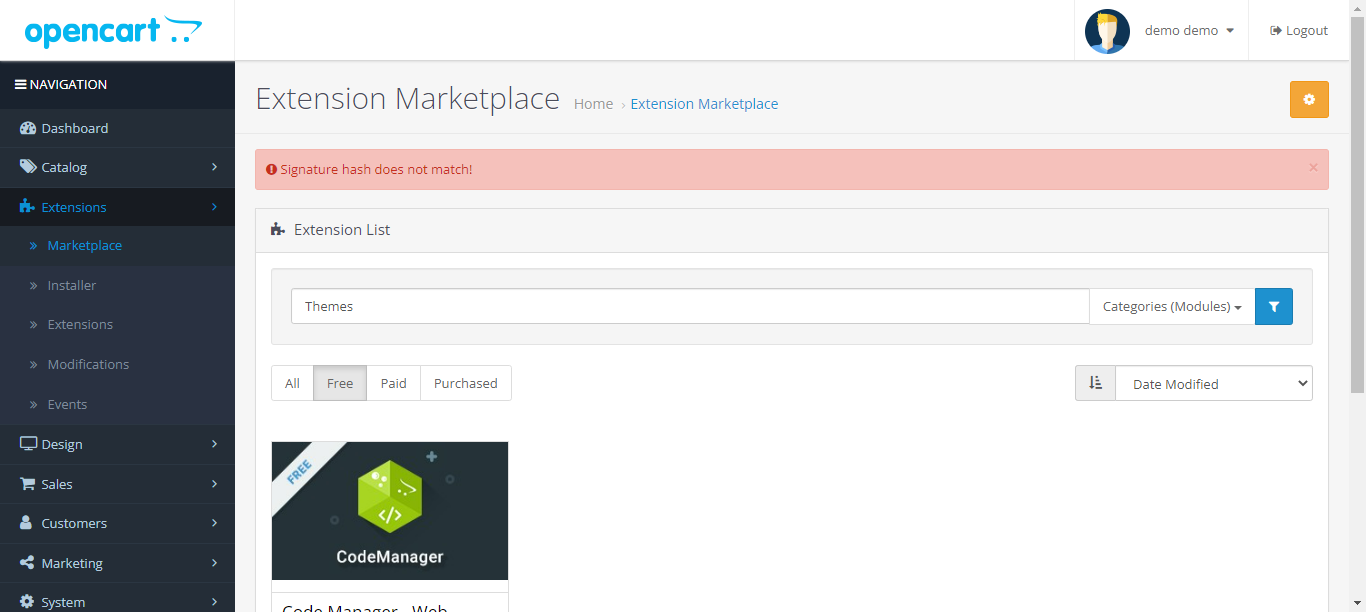 opencart
demo demo
Logout
NAVIGATION
Dashboard
Catalog
Extensions
Marketplace
Installer
Extensions
Modifications
Events
Design
Sales
Customers
Marketing
System
Extension Marketplace
Home › Extension Marketplace
Signature hash does not match!
×
Extension List
Themes
Categories (Modules)
All Free Paid Purchased
Date Modified
FREE
</>
CodeManager
Code Manager - Web